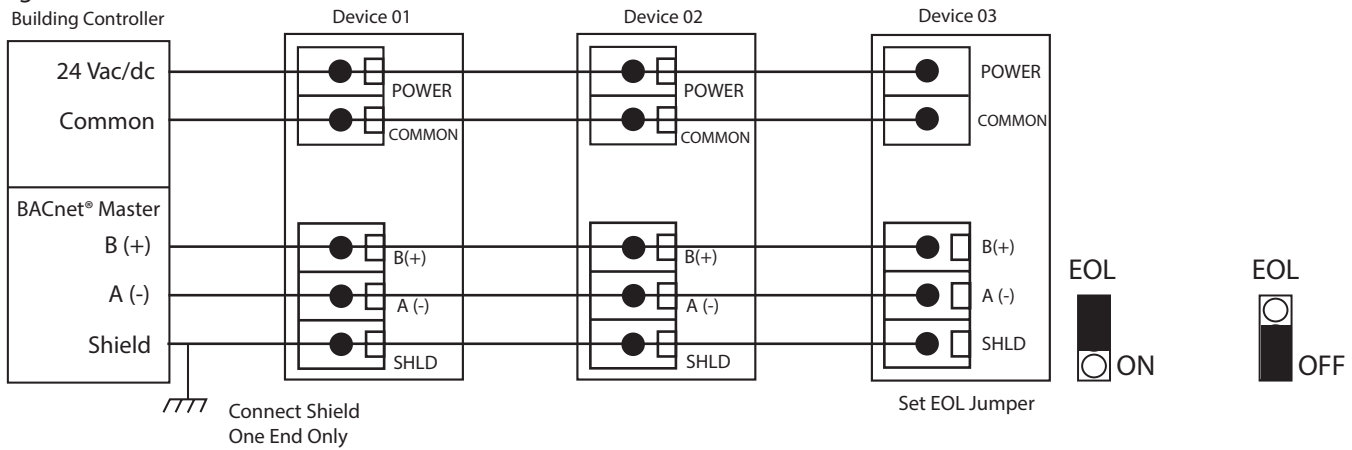 Building Controller
24 Vac/dc
Common
BACnet® Master
B (+)
A (-)
Shield
Connect Shield
One End Only
Device 01
POWER
COMMON
B(+)
A (-)
SHLD
Device 02
POWER
COMMON
B(+)
A (-)
SHLD
Device 03
POWER
COMMON
B(+)
A (-)
SHLD
Set EOL Jumper
EOL
ON
EOL
OFF